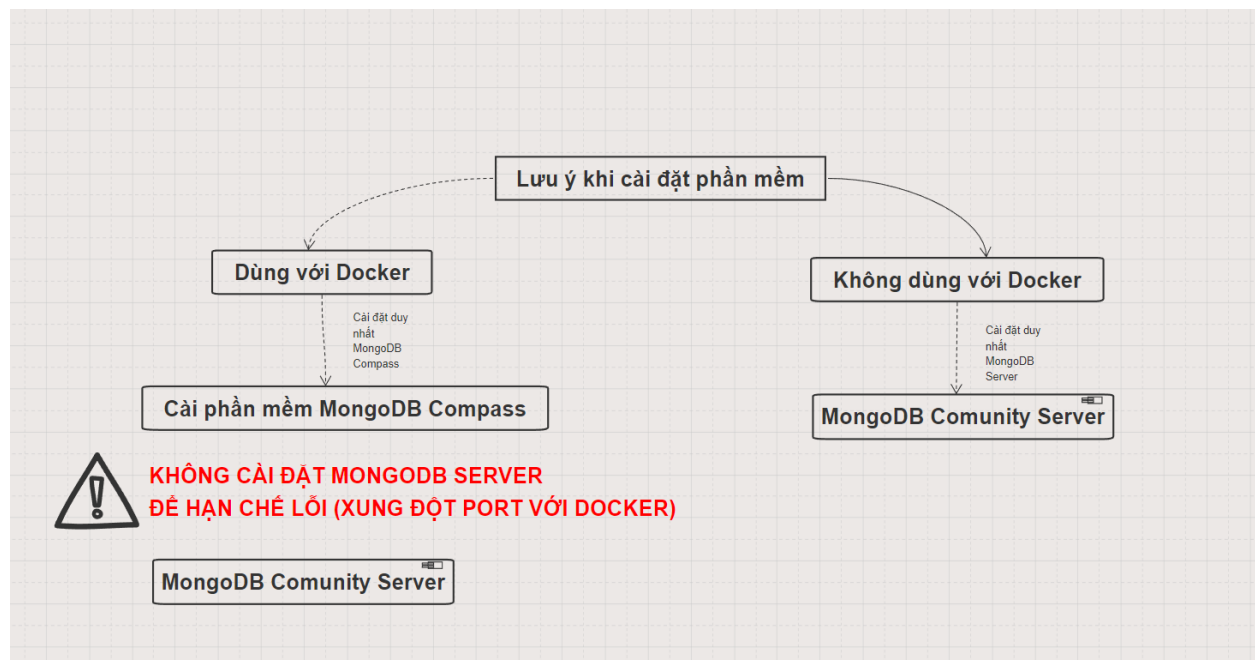 Lưu ý khi cài đặt phần mềm
Dùng với Docker
Không dùng với Docker
Cài đặt duy
nhất
MongoDB
Compass
Cài đặt duy
nhất
MongoDB
Server
Cài phần mềm MongoDB Compass
MongoDB Comunity Server
KHÔNG CÀI ĐẶT MONGODB SERVER
ĐỂ HẠN CHẾ LỖI (XUNG ĐỘT PORT VỚI DOCKER)
MongoDB Comunity Server